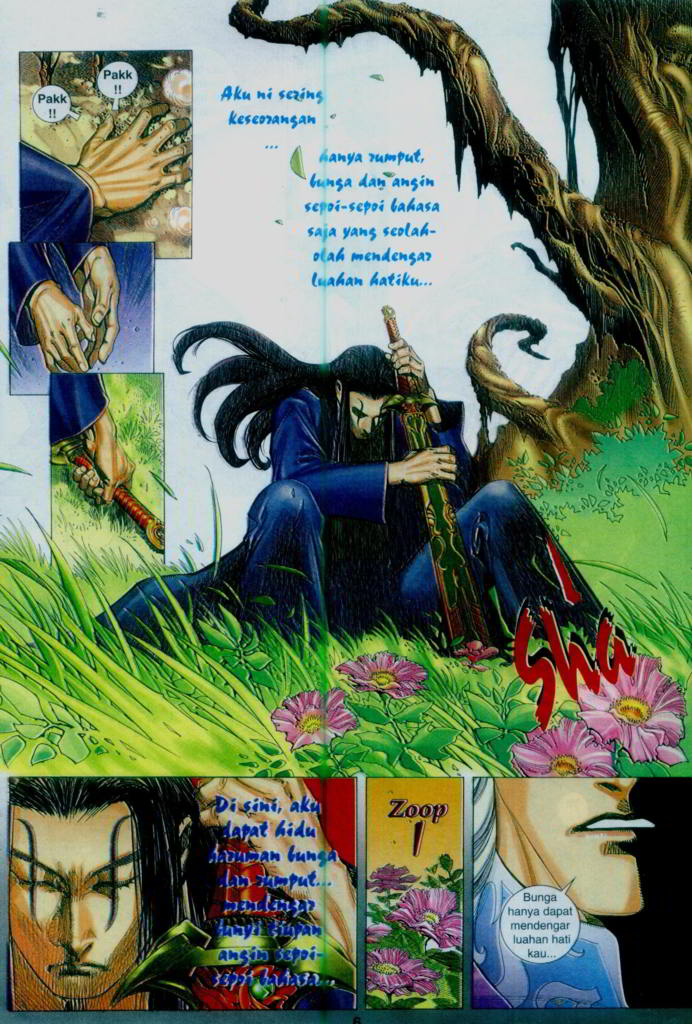 Pakk
!!
Pakk
!!
Aku ni sering
keseorangan
...
hanya rumput,
bunga dan angin
sepoi-sepoi bahasa
saja yang seolah-
olah mendengar
luahan hatiku...
Sha
!
Di sini, aku
dapat hidu
haruman bunga
dan rumput...
mendengar
bunyi tiupan
angin sepoi-
sepoi bahasa...
Zoop
!
Bunga
hanya dapat
mendengar
luahan hati
kau...
6